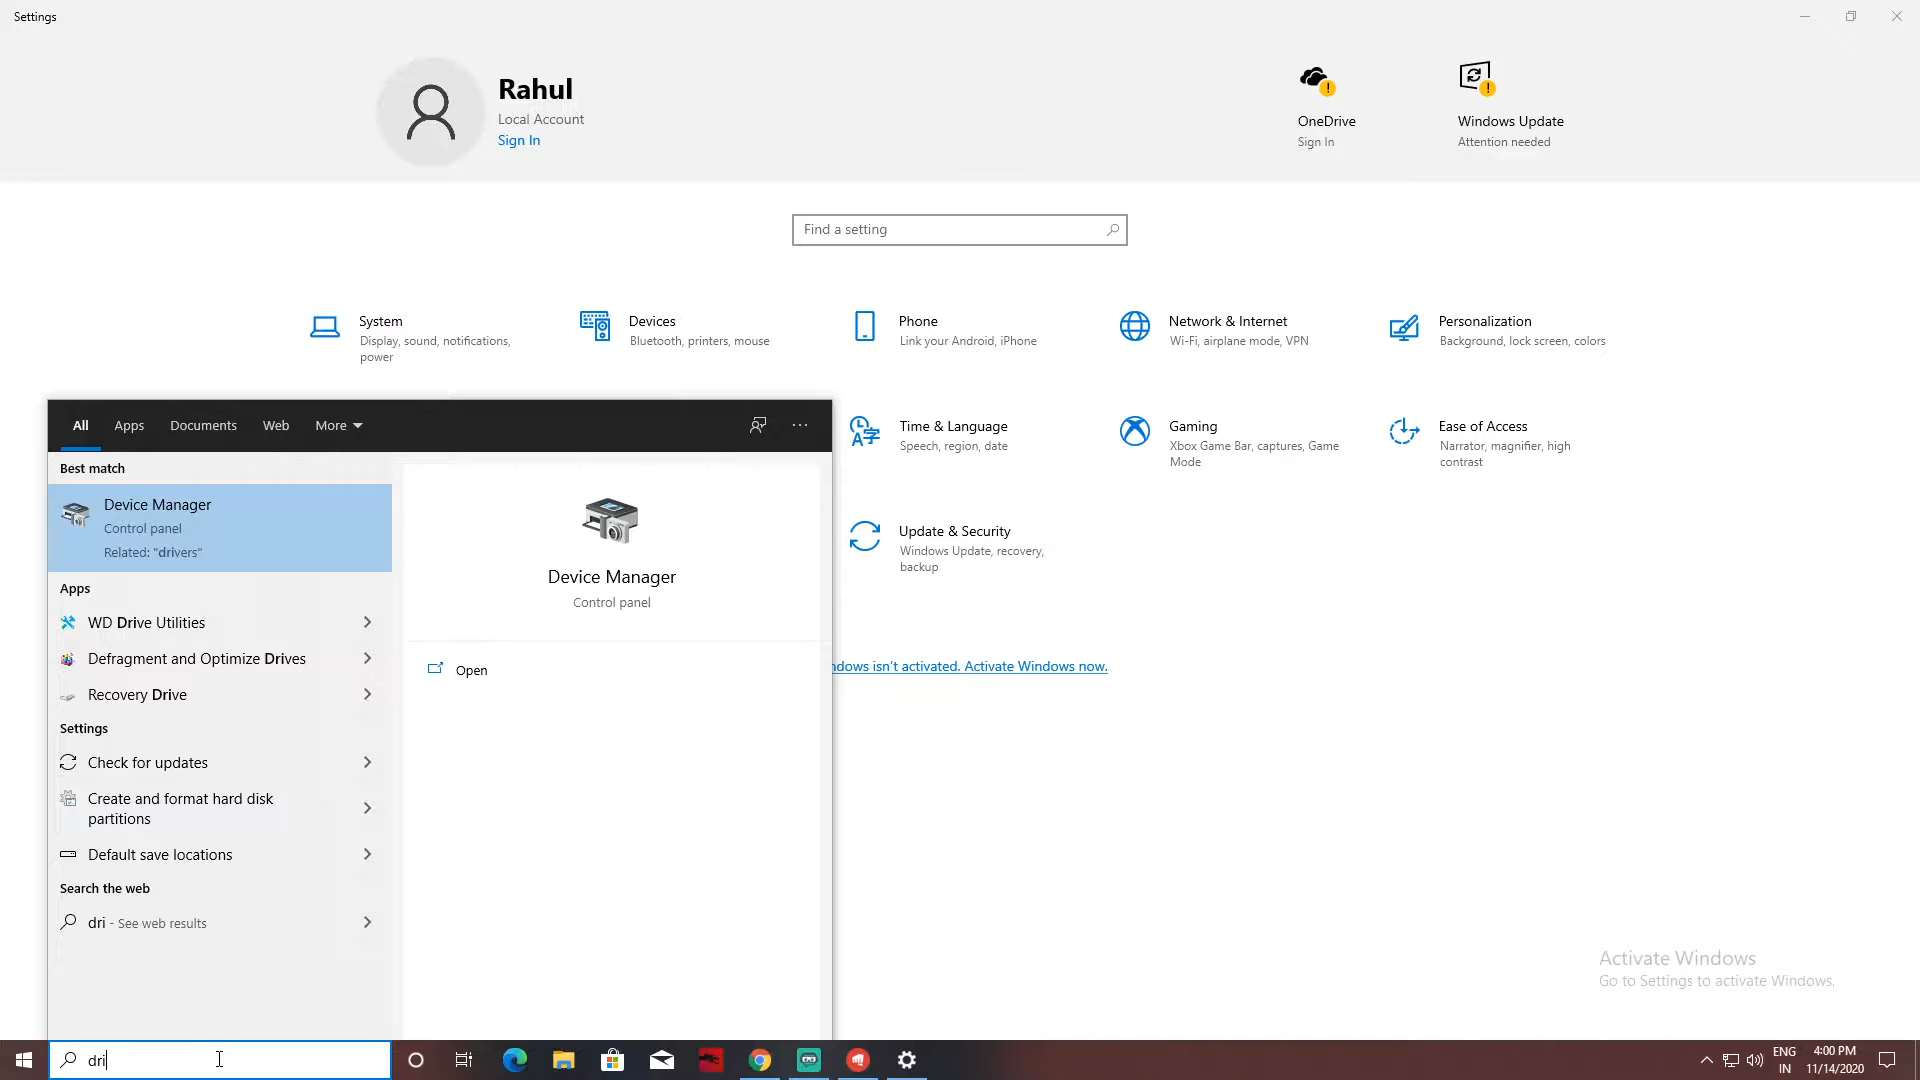 Settings
Rahul
Local Account
Sign In
OneDrive
Sign In
Windows Update
Attention needed
Find a setting
System
Display, sound, notifications,
power
Devices
Bluetooth, printers, mouse
Phone
Link your Android, iPhone
Network & Internet
Wi-Fi, airplane mode, VPN
Personalization
Background, lock screen, colors
Time & Language
Speech, region, date
Gaming
Xbox Game Bar, captures, Game
Mode
Ease of Access
Narrator, magnifier, high
contrast
Update & Security
Windows Update, recovery,
backup
ndows isn't activated. Activate Windows now.
All Apps Documents Web More
Best match
Device Manager
Control panel
Related: "drivers"
Apps
WD Drive Utilities
Defragment and Optimize Drives
Recovery Drive
Settings
Check for updates
Create and format hard disk
partitions
Default save locations
Search the web
dri - See web results
Device Manager
Control panel
Open
Activate Windows
Go to Settings to activate Windows.
dri
ENG
IN
4:00 PM
11/14/2020